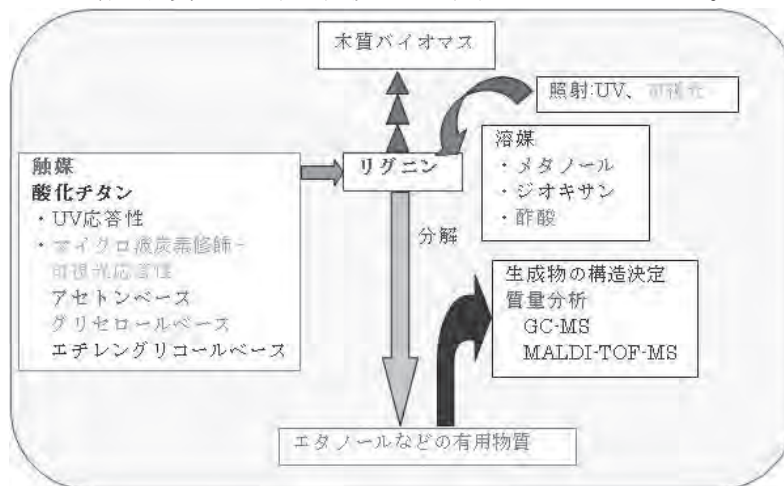 木質バイオマス
照射:UV、可視光
触媒
酸化チタン
・UV応答性
・マイクロ波炭素修飾-
可視光応答性
アセトンベース
グリセロールベース
エチレングリコールベース
リグニン
溶媒
・メタノール
・ジオキサン
・酢酸
分解
生成物の構造決定
質量分析
GC-MS
MALDI-TOF-MS
エタノールなどの有用物質